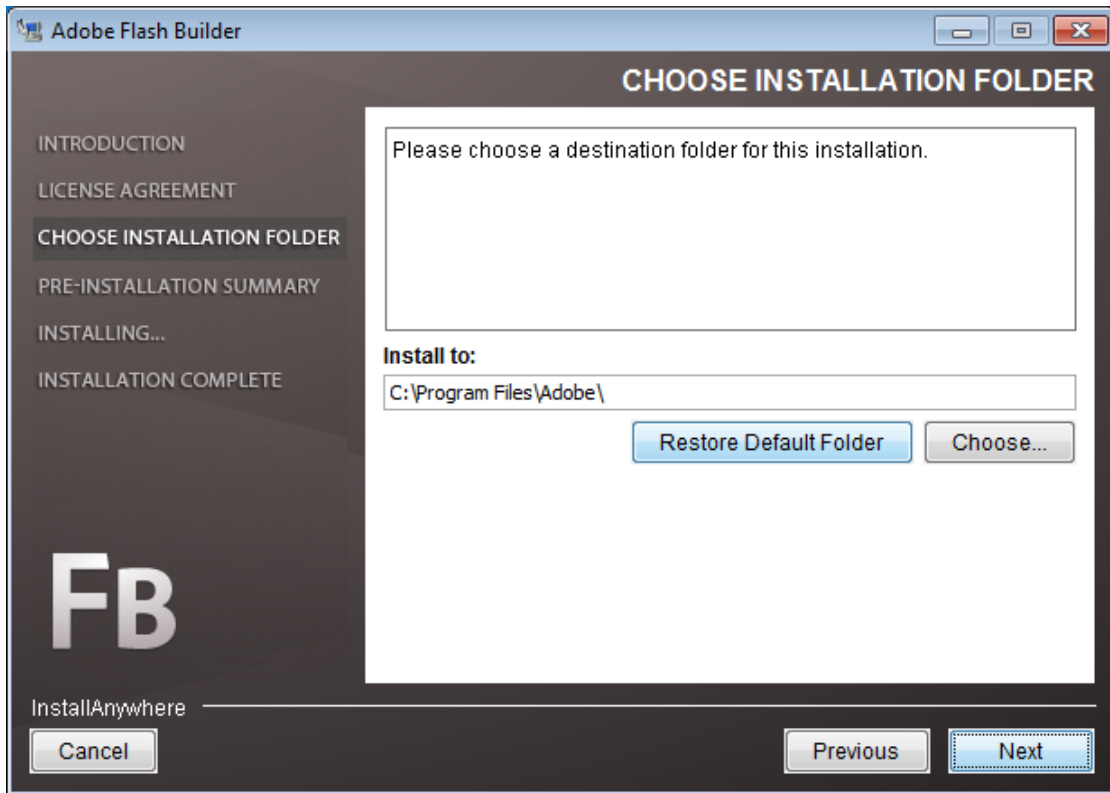 Adobe Flash Builder
CHOOSE INSTALLATION FOLDER
INTRODUCTION
LICENSE AGREEMENT
CHOOSE INSTALLATION FOLDER
PRE-INSTALLATION SUMMARY
INSTALLING...
INSTALLATION COMPLETE
Please choose a destination folder for this installation.
Install to:
C:\Program Files\Adobe\
Restore Default Folder
Choose...
FB
InstallAnywhere
Cancel
Previous
Next